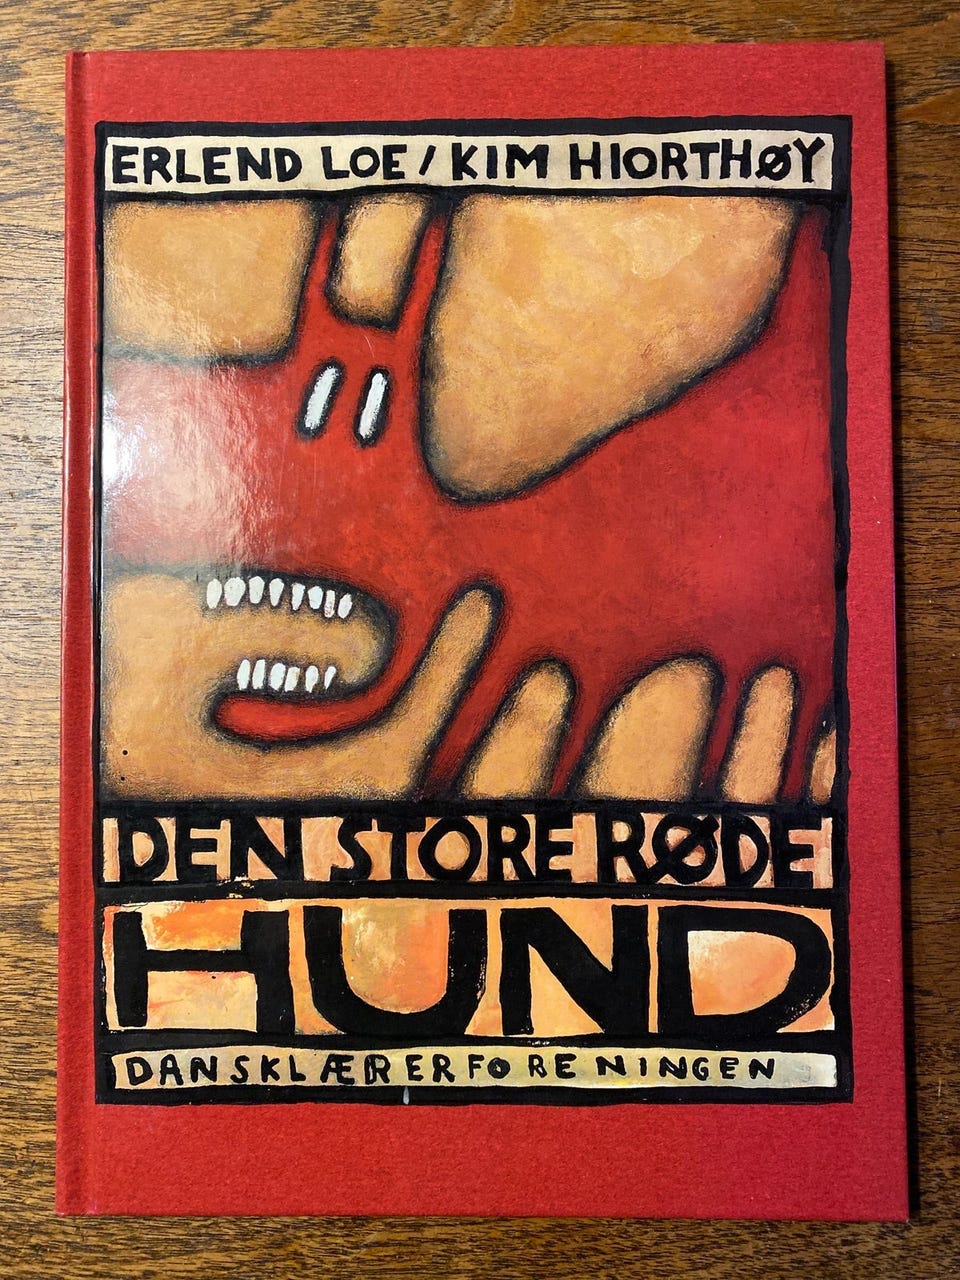 ERLEND LOE / KIM HIORTHØY
DEN STORE RØDE
HUND
DANSKLÆRERFORENINGEN